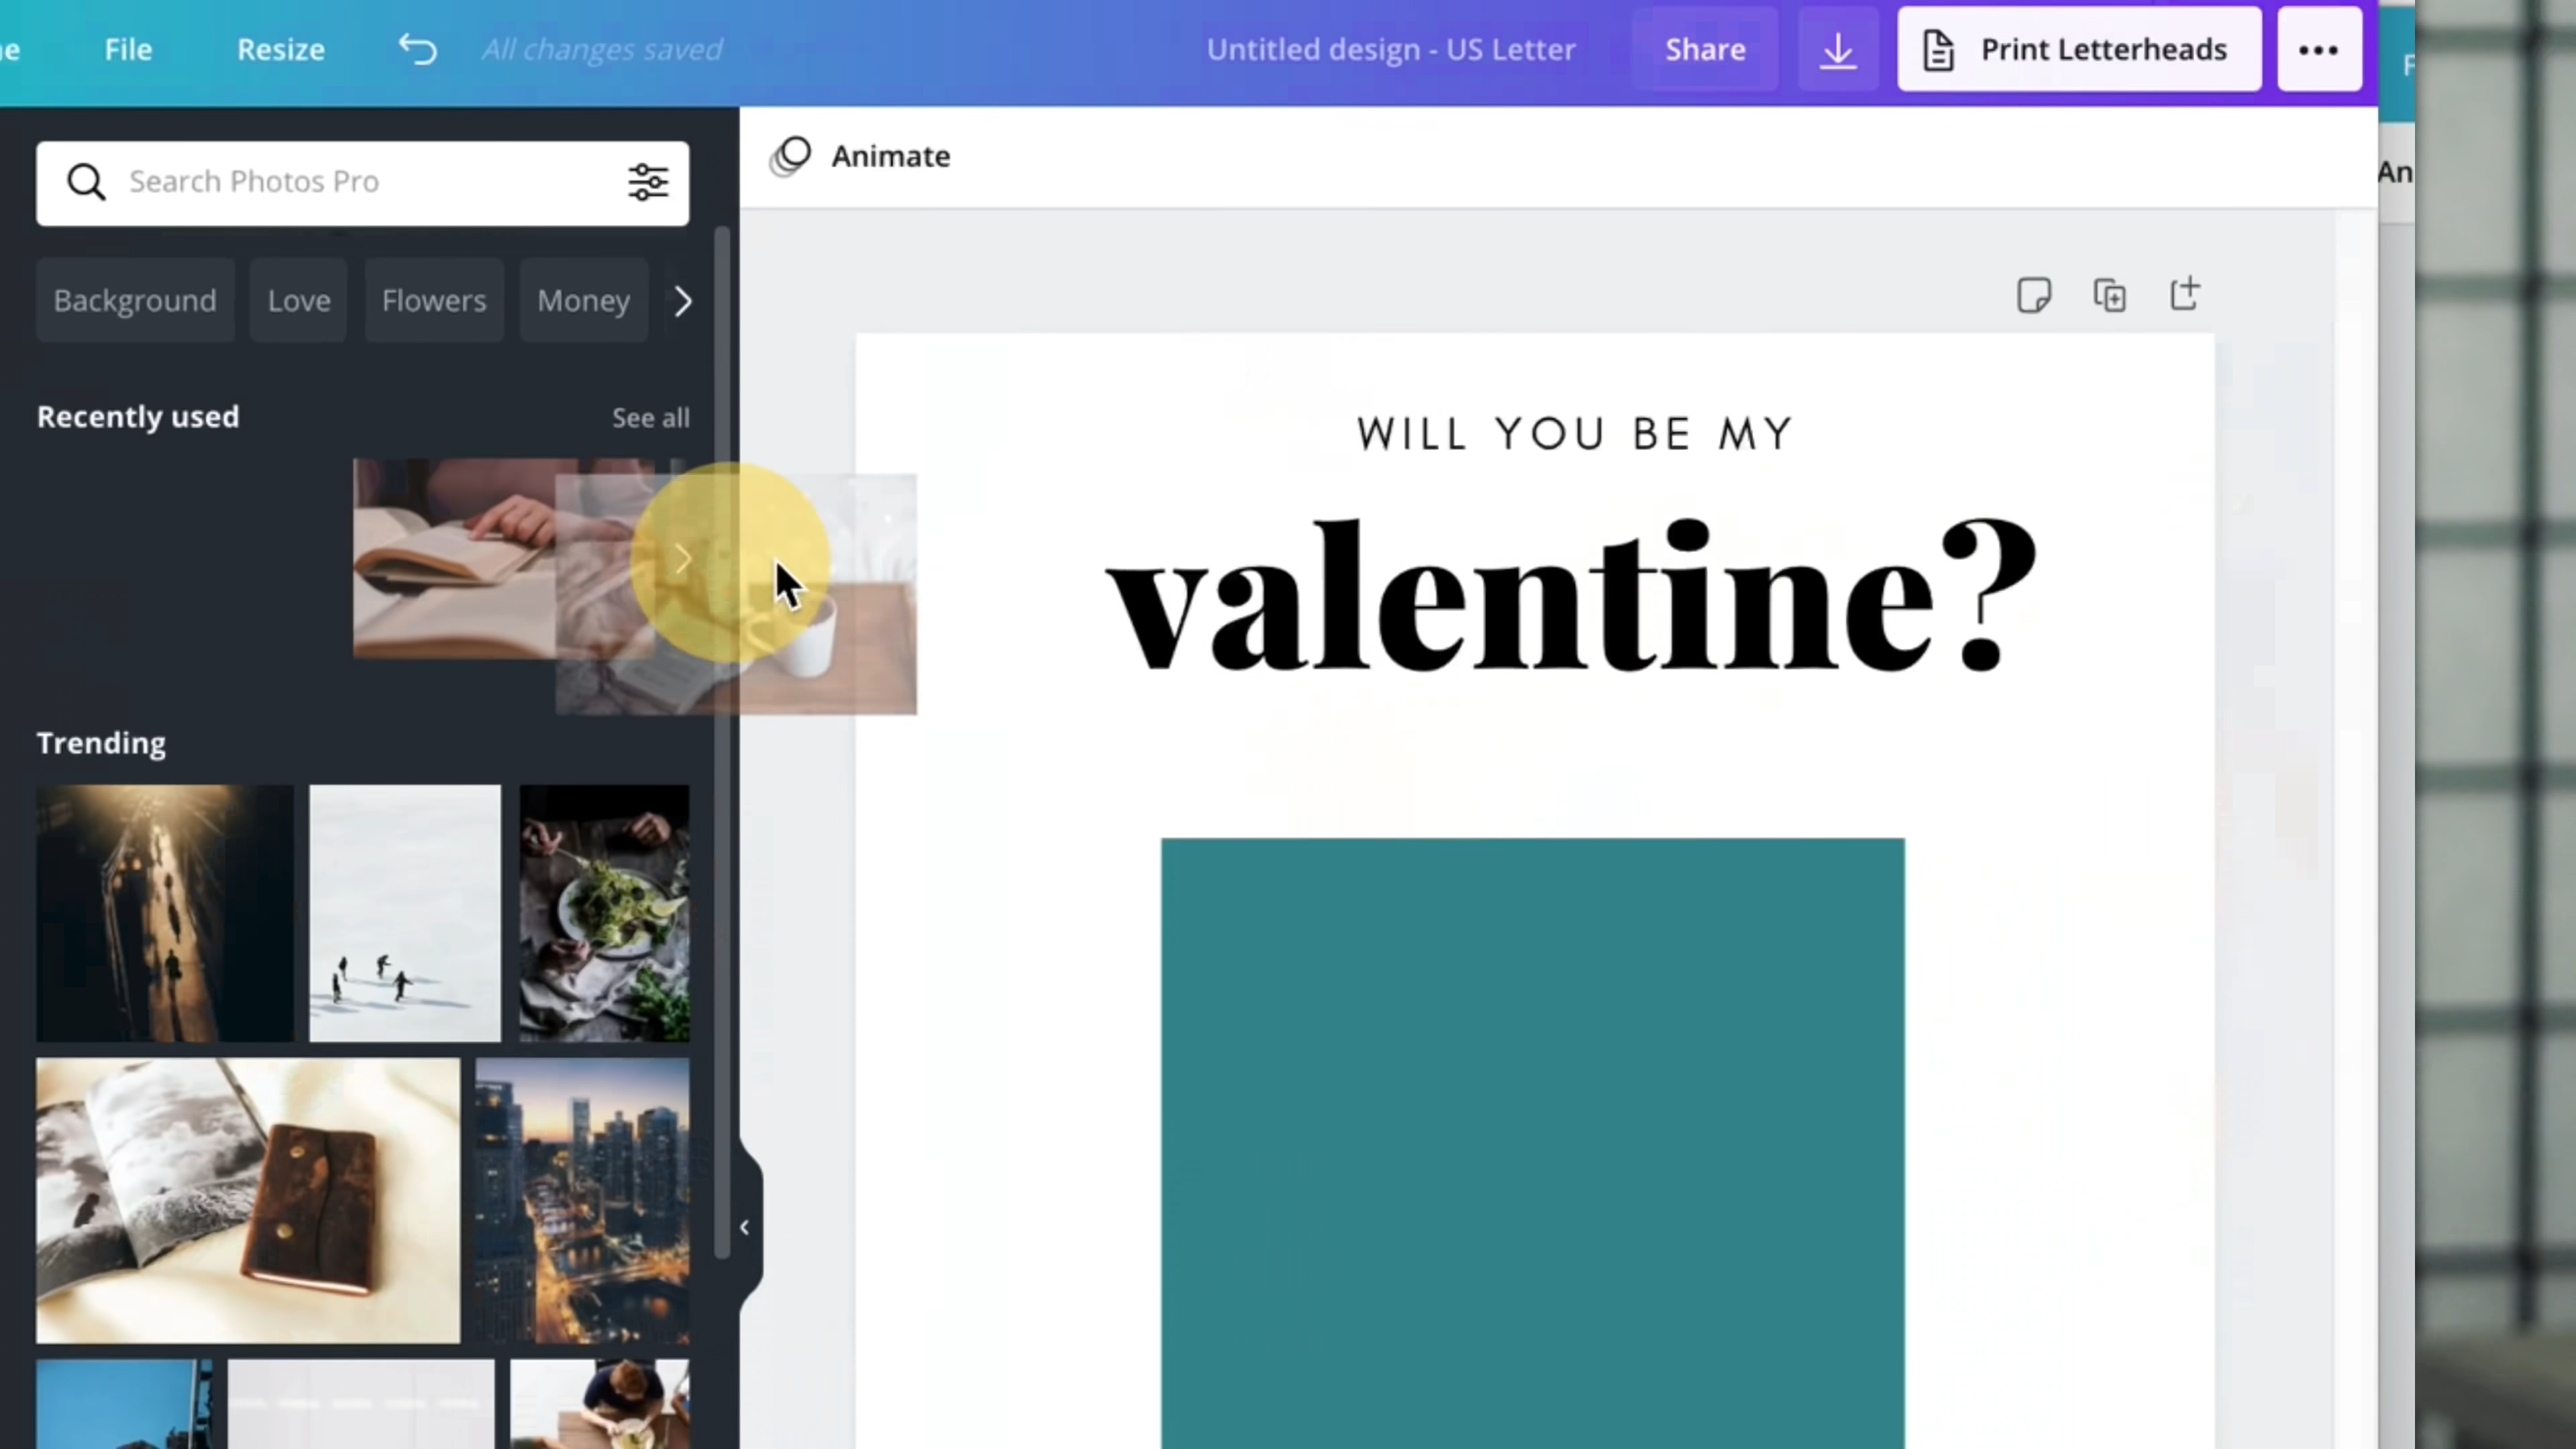 File Resize All changes saved Untitled design - US Letter Share Print Letterheads
Search Photos Pro
Animate
Background Love Flowers Money
Recently used See all
WILL YOU BE MY
valentine?
Trending